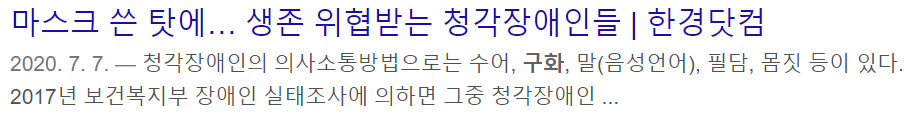 마스크 쓴 탓에... 생존 위협받는 청각장애인들 | 한경닷컴
2020. 7. 7. — 청각장애인의 의사소통방법으로는 수어, 구화, 말(음성언어), 필담, 몸짓 등이 있다.
2017년 보건복지부 장애인 실태조사에 의하면 그중 청각장애인 ...